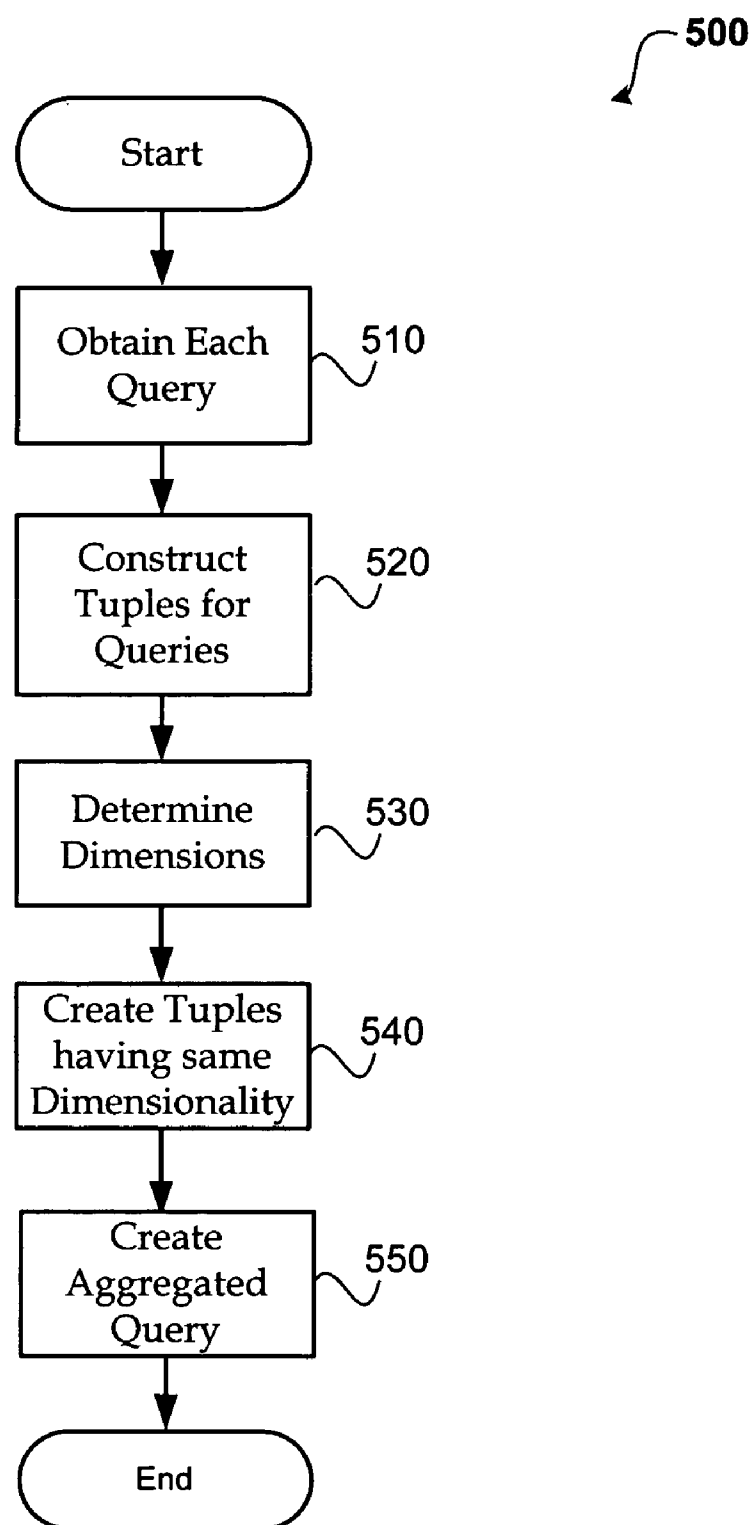 500
Start
Obtain Each
Query
510
Construct
Tuples for
Queries
520
Determine
Dimensions
530
Create Tuples
having same
Dimensionality
540
Create
Aggregated
Query
550
End